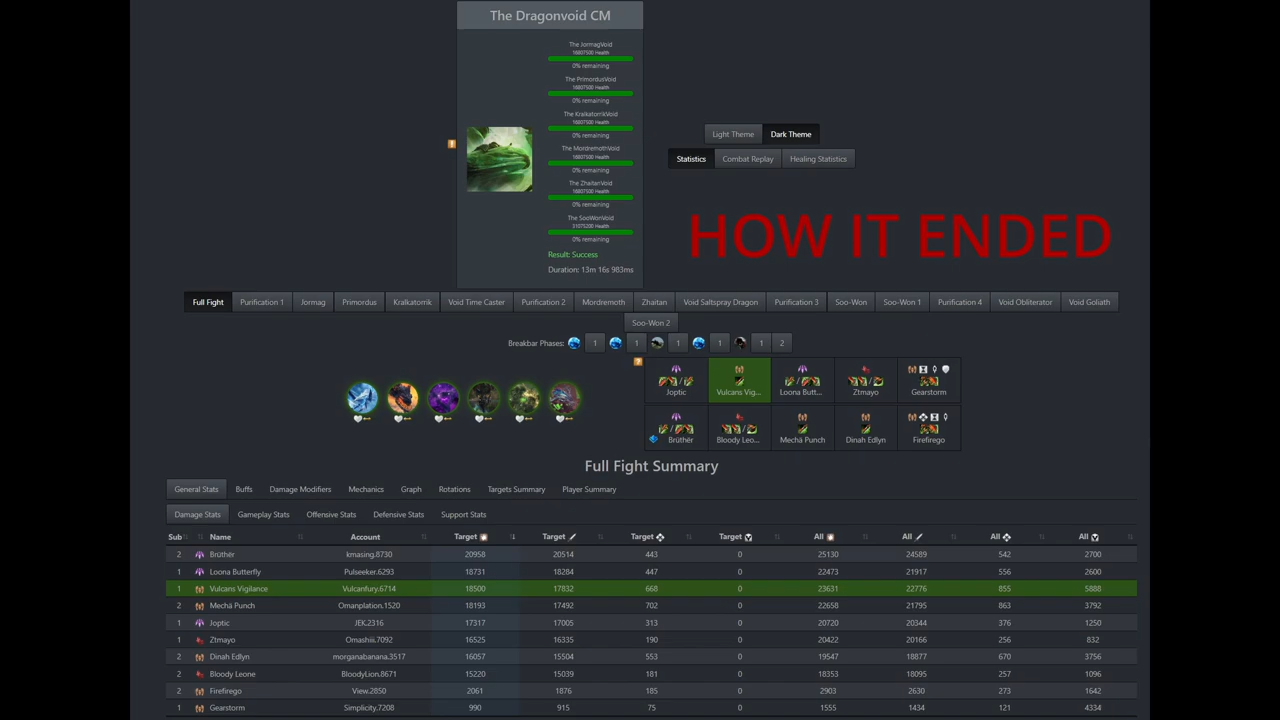 The Dragonvoid CM
The JormagVoid
16807500 Health
0% remaining
The PrimordusVoid
16807500 Health
0% remaining
The KralkatorrikVoid
16807500 Health
0% remaining
The MordremothVoid
16807500 Health
0% remaining
The ZhaitanVoid
16807500 Health
0% remaining
The SooWonVoid
31075200 Health
0% remaining
Result: Success
Duration: 13m 16s 983ms
Light Theme Dark Theme
Statistics Combat Replay Healing Statistics
HOW IT ENDED
Full Fight Purification 1 Jormag Primordus Kralkatorrik Void Time Caster Purification 2 Mordremoth Zhaitan Void Saltspray Dragon Purification 3 Soo-Won Soo-Won 1 Purification 4 Void Obliterator Void Goliath
Soo-Won 2
Breakbar Phases: 1 1 1 1 1 2
Joptic Vulcans Vig... Loona Butt... Ztmayo Gearstorm
Brüthër Bloody Leo... Mechä Punch Dinah Edlyn Firefirego
Full Fight Summary
General Stats Buffs Damage Modifiers Mechanics Graph Rotations Targets Summary Player Summary
Damage Stats Gameplay Stats Offensive Stats Defensive Stats Support Stats
Sub Name Account Target Target Target Target All All All All
2 Brüthër kmasing.8730 20958 20514 443 0 25130 24589 542 2700
1 Loona Butterfly Pulseeker.6293 18731 18284 447 0 22473 21917 556 2600
1 Vulcans Vigilance Vulcanfury.6714 18500 17832 668 0 23631 22776 855 5888
2 Mechä Punch Omanplation.1520 18193 17492 702 0 22658 21795 863 3792
1 Joptic JEK.2316 17317 17005 313 0 20720 20344 376 1250
1 Ztmayo Omashiii.7092 16525 16335 190 0 20422 20166 256 832
2 Dinah Edlyn morganabanana.3517 16057 15504 553 0 19547 18877 670 3756
2 Bloody Leone BloodyLion.8671 15220 15039 181 0 18353 18095 257 1096
2 Firefirego View.2850 2061 1876 185 0 2903 2630 273 1642
1 Gearstorm Simplicity.7208 990 915 75 0 1555 1434 121 4334